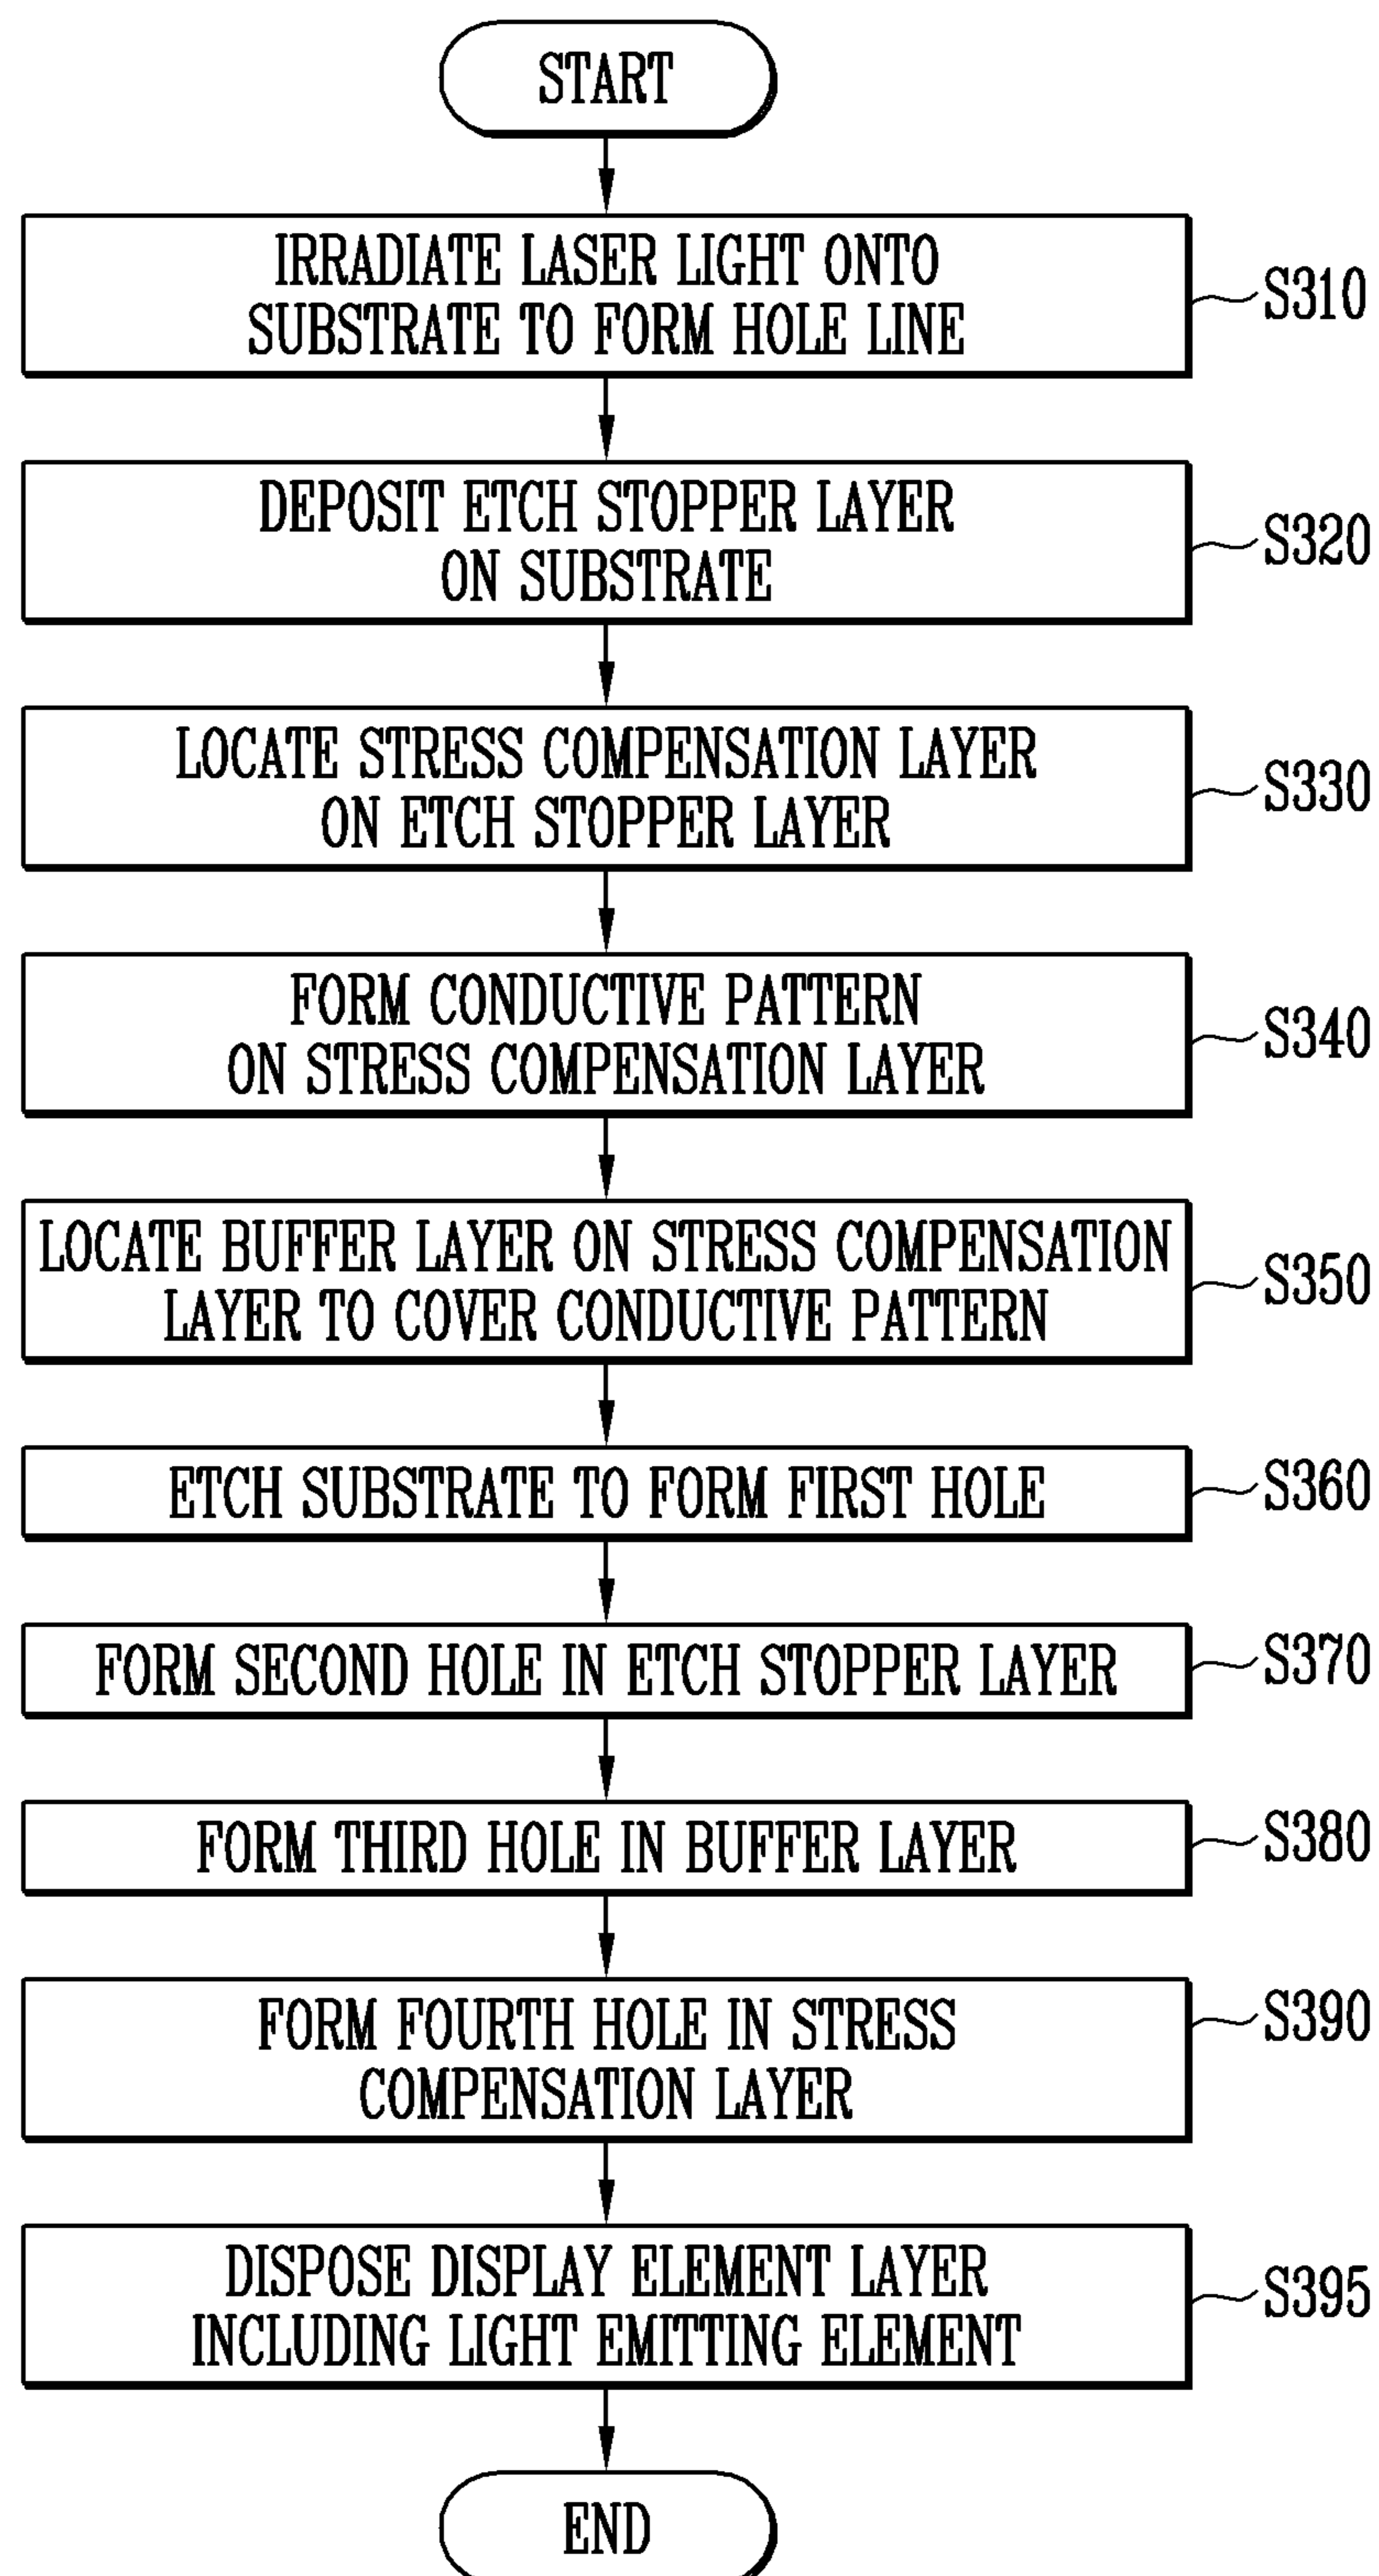 START
IRRADIATE LASER LIGHT ONTO
SUBSTRATE TO FORM HOLE LINE
S310
DEPOSIT ETCH STOPPER LAYER
ON SUBSTRATE
S320
LOCATE STRESS COMPENSATION LAYER
ON ETCH STOPPER LAYER
S330
FORM CONDUCTIVE PATTERN
ON STRESS COMPENSATION LAYER
S340
LOCATE BUFFER LAYER ON STRESS COMPENSATION
LAYER TO COVER CONDUCTIVE PATTERN
S350
ETCH SUBSTRATE TO FORM FIRST HOLE
S360
FORM SECOND HOLE IN ETCH STOPPER LAYER
S370
FORM THIRD HOLE IN BUFFER LAYER
S380
FORM FOURTH HOLE IN STRESS
COMPENSATION LAYER
S390
DISPOSE DISPLAY ELEMENT LAYER
INCLUDING LIGHT EMITTING ELEMENT
S395
END